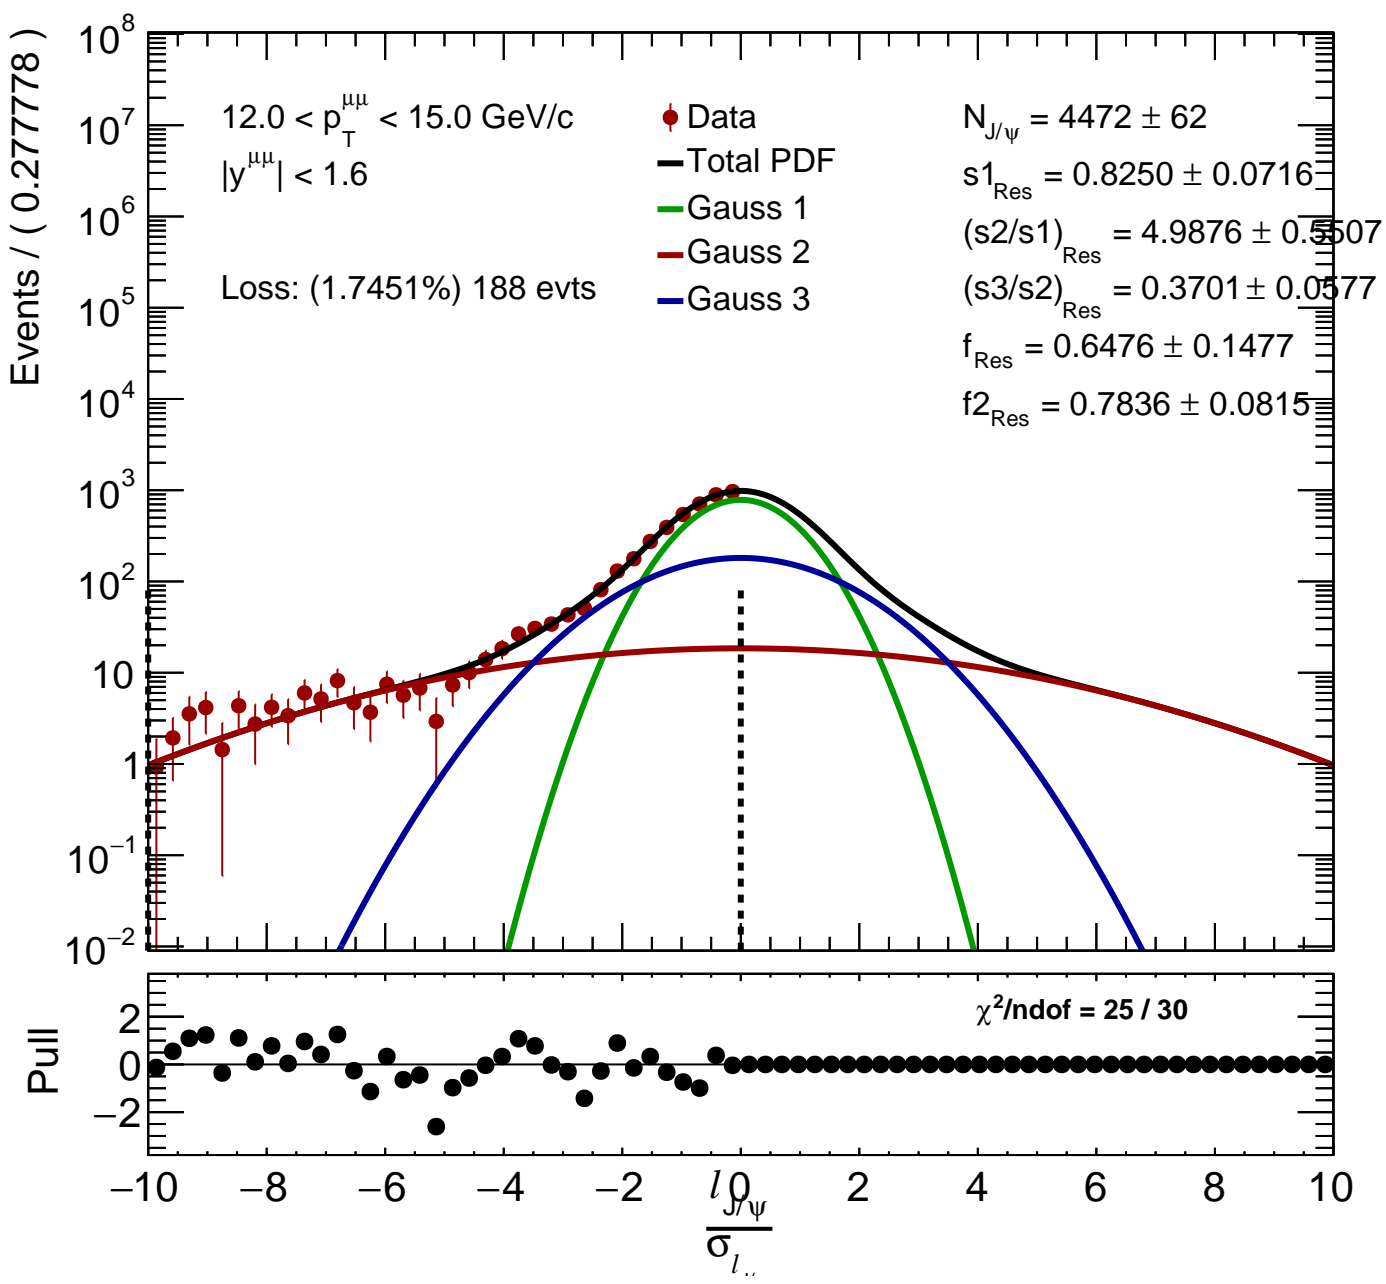 Events / ( 0.2777778 )
10^8
10^7
10^6
10^5
10^4
10^3
10^2
10
1
10^−1
10^−2
12.0 < p_T^μμ < 15.0 GeV/c
|y^μμ| < 1.6
Loss: (1.7451%) 188 evts
Data
Total PDF
Gauss 1
Gauss 2
Gauss 3
N_J/ψ = 4472 ± 62
s1_Res = 0.8250 ± 0.0716
(s2/s1)_Res = 4.9876 ± 0.5507
(s3/s2)_Res = 0.3701 ± 0.0577
f_Res = 0.6476 ± 0.1477
f2_Res = 0.7836 ± 0.0815
Pull
2
0
−2
χ²/ndof = 25 / 30
−10 −8 −6 −4 −2 0 2 4 6 8 10
l_J/ψ
σ_l